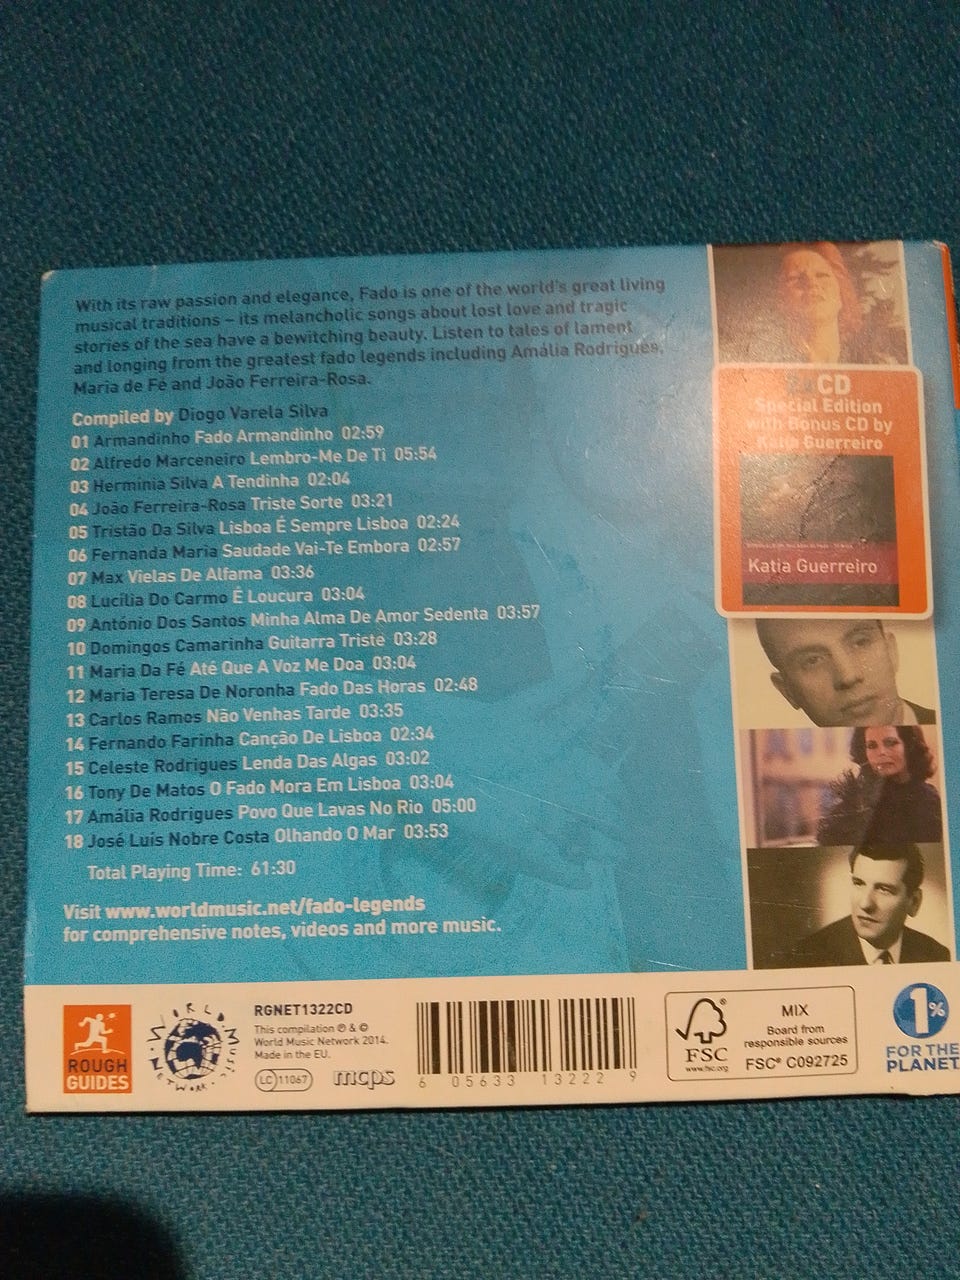 With its raw passion and elegance, Fado is one of the world's great living
musical traditions – its melancholic songs about lost love and tragic
stories of the sea have a bewitching beauty. Listen to tales of lament
and longing from the greatest fado legends including Amália Rodrigues,
Maria de Fé and João Ferreira-Rosa.
Compiled by Diogo Varela Silva
01 Armandinho Fado Armandinho 02:59
02 Alfredo Marceneiro Lembro-Me De Ti 05:54
03 Hermínia Silva A Tendinha 02:04
04 João Ferreira-Rosa Triste Sorte 03:21
05 Tristão Da Silva Lisboa É Sempre Lisboa 02:24
06 Fernanda Maria Saudade Vai-Te Embora 02:57
07 Max Vielas De Alfama 03:36
08 Lucília Do Carmo É Loucura 03:04
09 António Dos Santos Minha Alma De Amor Sedenta 03:57
10 Domingos Camarinha Guitarra Triste 03:28
11 Maria Da Fé Até Que A Voz Me Doa 03:04
12 Maria Teresa De Noronha Fado Das Horas 02:48
13 Carlos Ramos Não Venhas Tarde 03:35
14 Fernando Farinha Canção De Lisboa 02:34
15 Celeste Rodrigues Lenda Das Algas 03:02
16 Tony De Matos O Fado Mora Em Lisboa 03:04
17 Amália Rodrigues Povo Que Lavas No Rio 05:00
18 José Luís Nobre Costa Olhando O Mar 03:53
Total Playing Time: 61:30
Visit www.worldmusic.net/fado-legends
for comprehensive notes, videos and more music.
CD
Special Edition
with Bonus CD by
Katia Guerreiro
Katia Guerreiro
ROUGH
GUIDES
WORLD MUSIC NETWORK
RGNET1322CD
This compilation ℗ & ©
World Music Network 2014.
Made in the EU.
LC 11067
mcps
6 05633 13222 9
FSC®
www.fsc.org
MIX
Board from
responsible sources
FSC® C092725
1%
FOR THE
PLANET